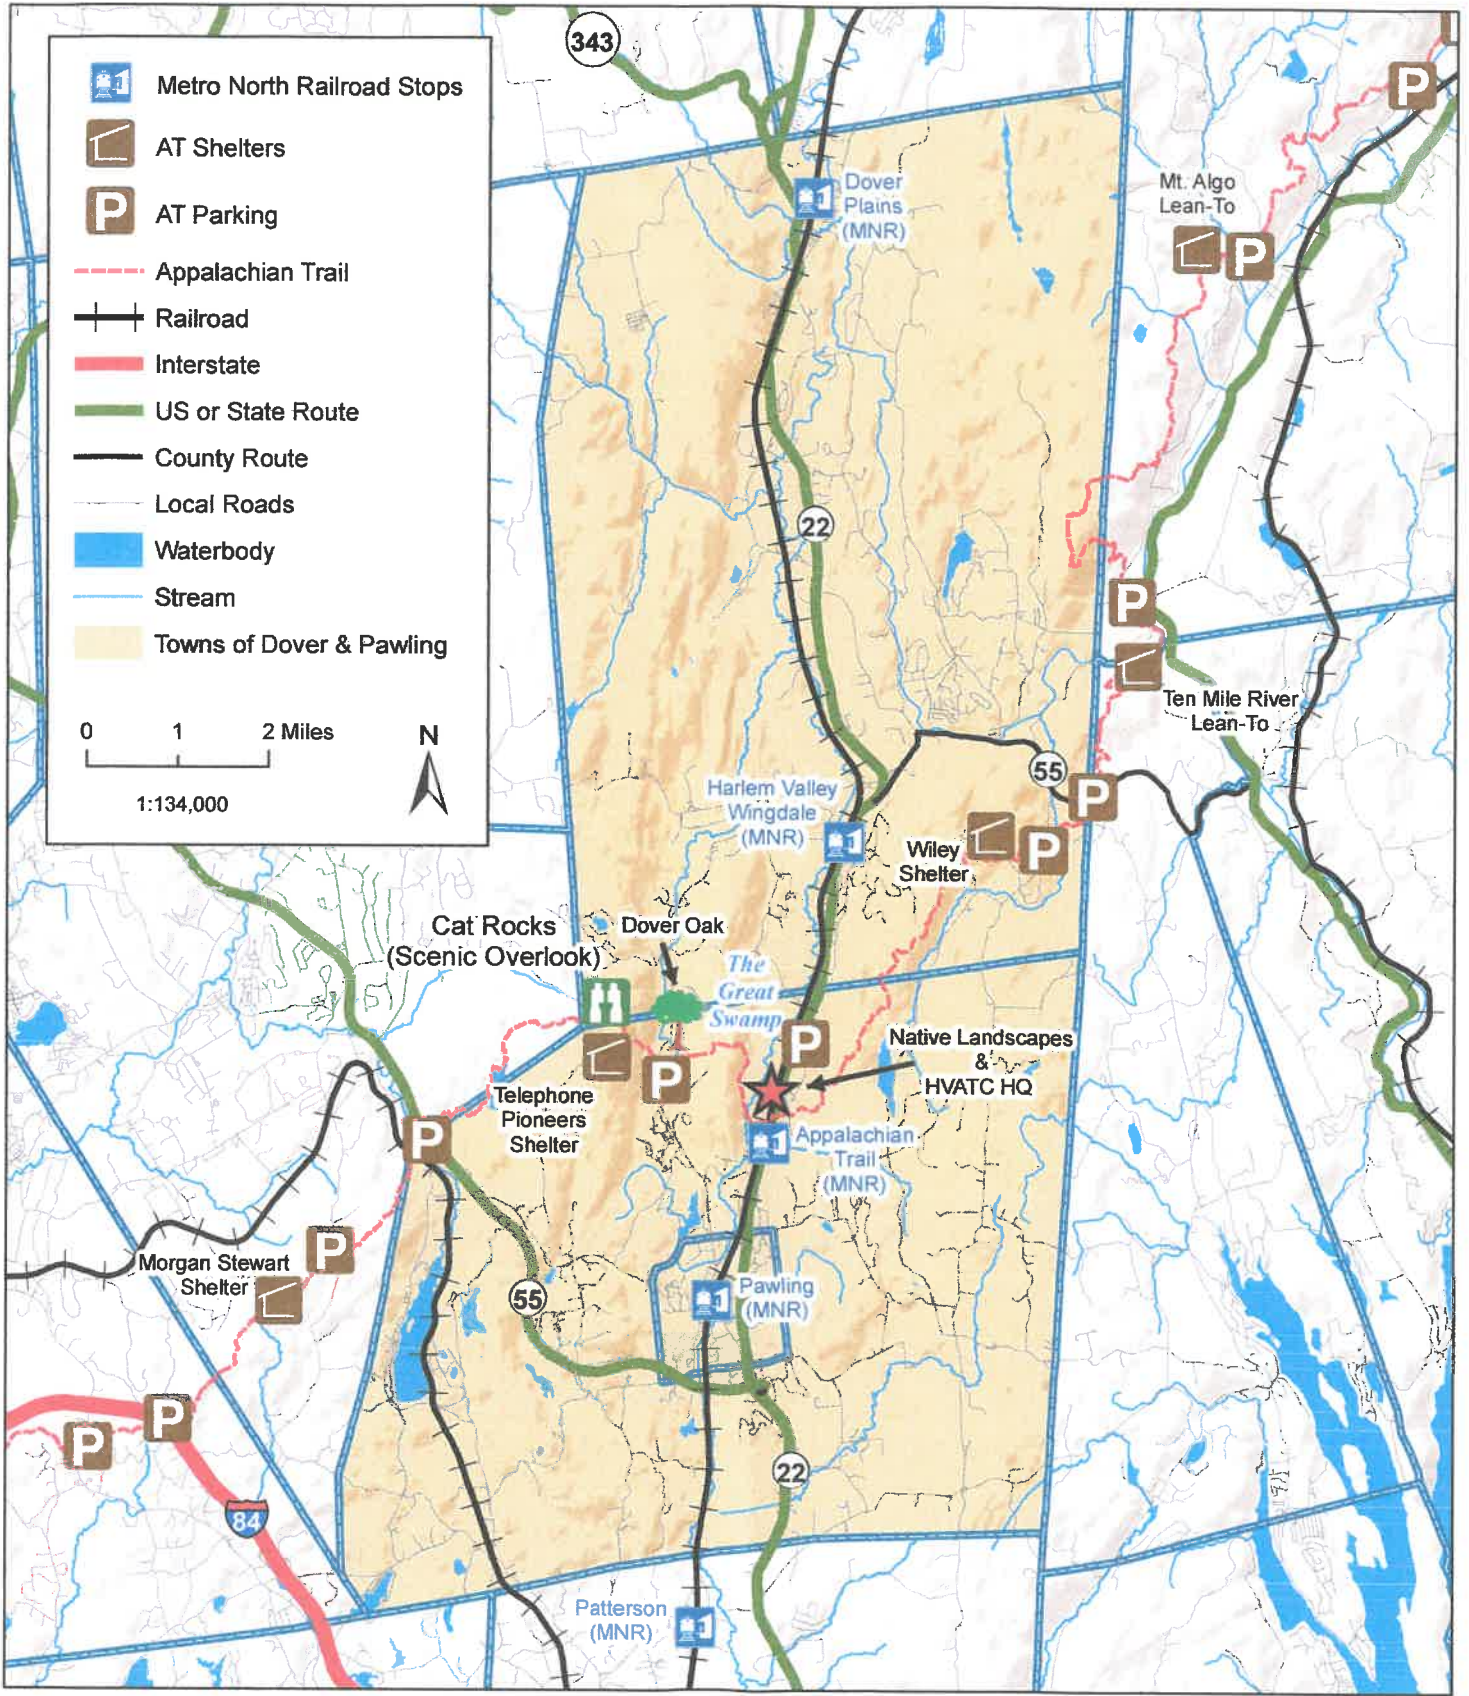 343
Metro North Railroad Stops
AT Shelters
P
AT Parking
Appalachian Trail
Railroad
Interstate
US or State Route
County Route
Local Roads
Waterbody
Stream
Towns of Dover & Pawling
0 1 2 Miles
N
1:134,000
P
Dover
Plains
(MNR)
Mt. Algo
Lean-To
P
22
P
Ten Mile River
Lean-To
55
P
Harlem Valley
Wingdale
(MNR)
Wiley
Shelter
P
Cat Rocks
(Scenic Overlook)
Dover Oak
The
Great
Swamp
P
Native Landscapes
&
HVATC HQ
P
Telephone
Pioneers
Shelter
P
Appalachian
Trail
(MNR)
Morgan Stewart
Shelter
P
55
Pawling
(MNR)
P
P
84
22
Patterson
(MNR)